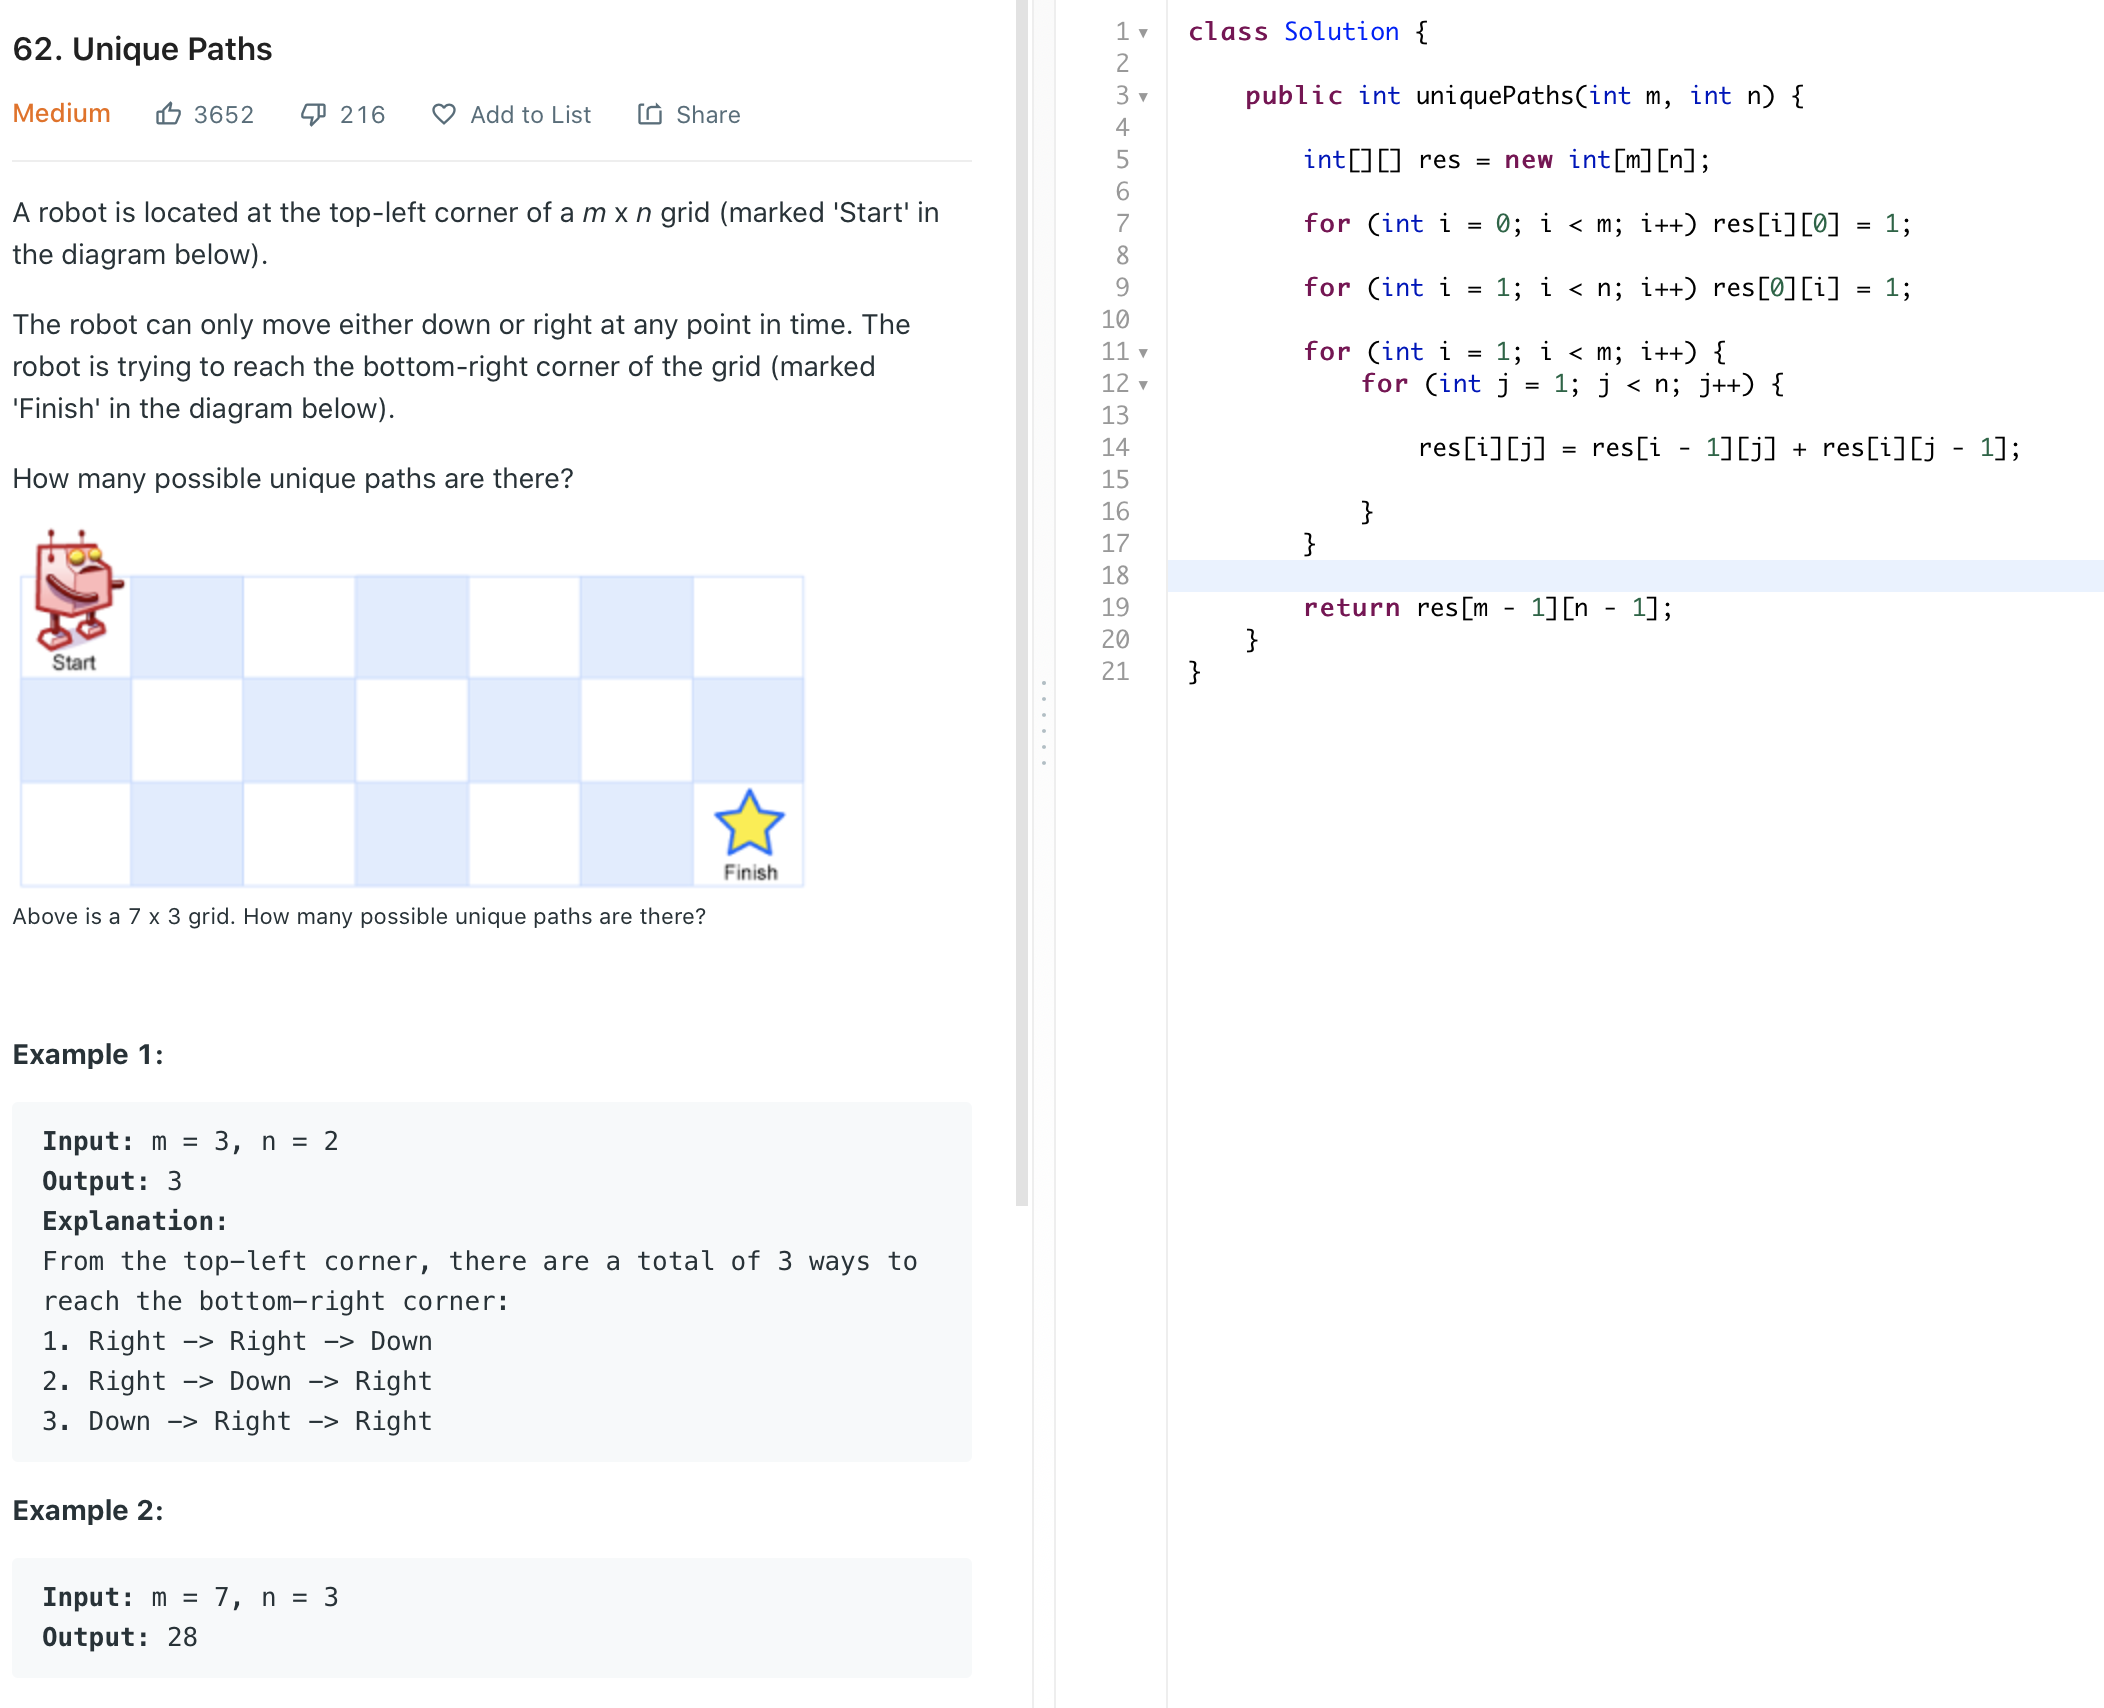 62. Unique Paths
Medium 3652 216 Add to List Share
A robot is located at the top-left corner of a m x n grid (marked 'Start' in
the diagram below).
The robot can only move either down or right at any point in time. The
robot is trying to reach the bottom-right corner of the grid (marked
'Finish' in the diagram below).
How many possible unique paths are there?
Start
Finish
Above is a 7 x 3 grid. How many possible unique paths are there?
Example 1:
Input: m = 3, n = 2
Output: 3
Explanation:
From the top-left corner, there are a total of 3 ways to
reach the bottom-right corner:
1. Right -> Right -> Down
2. Right -> Down -> Right
3. Down -> Right -> Right
Example 2:
Input: m = 7, n = 3
Output: 28
1 class Solution {
2
3 public int uniquePaths(int m, int n) {
4
5 int[][] res = new int[m][n];
6
7 for (int i = 0; i < m; i++) res[i][0] = 1;
8
9 for (int i = 1; i < n; i++) res[0][i] = 1;
10
11 for (int i = 1; i < m; i++) {
12 for (int j = 1; j < n; j++) {
13
14 res[i][j] = res[i - 1][j] + res[i][j - 1];
15
16 }
17 }
18
19 return res[m - 1][n - 1];
20 }
21 }